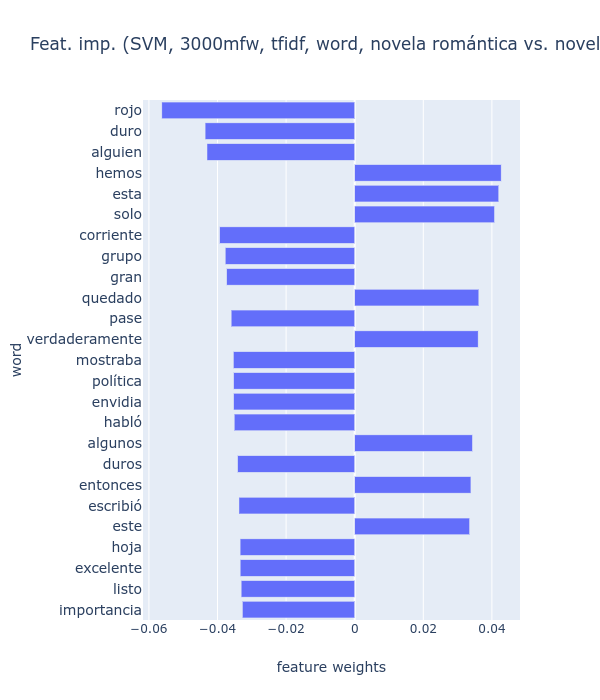 Feat. imp. (SVM, 3000mfw, tfidf, word, novela romántica vs. novel
rojo
duro
alguien
hemos
esta
solo
corriente
grupo
gran
quedado
pase
verdaderamente
mostraba
política
envidia
habló
algunos
duros
entonces
escribió
este
hoja
excelente
listo
importancia
word
−0.06 −0.04 −0.02 0 0.02 0.04
feature weights